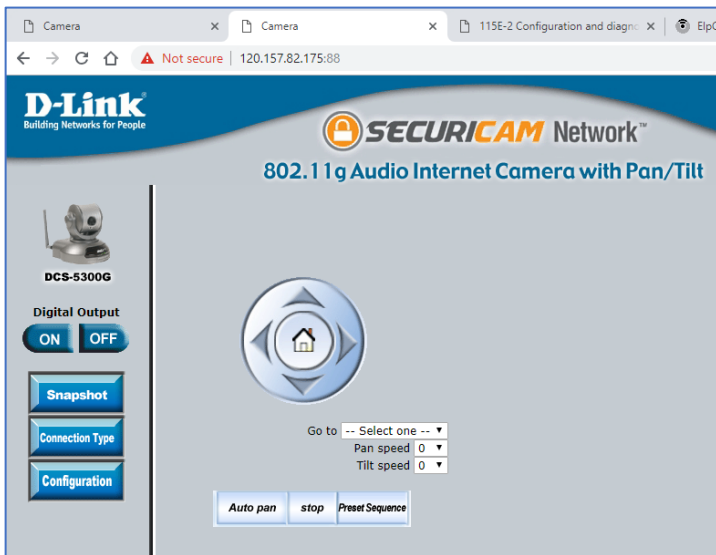 Camera
Camera
115E-2 Configuration and diagno
ElpC
Not secure | 120.157.82.175:88
D-Link
Building Networks for People
SECURICAM Network™
802.11g Audio Internet Camera with Pan/Tilt
DCS-5300G
Digital Output
ON OFF
Snapshot
Connection Type
Configuration
Go to -- Select one --
Pan speed 0
Tilt speed 0
Auto pan stop Preset Sequence